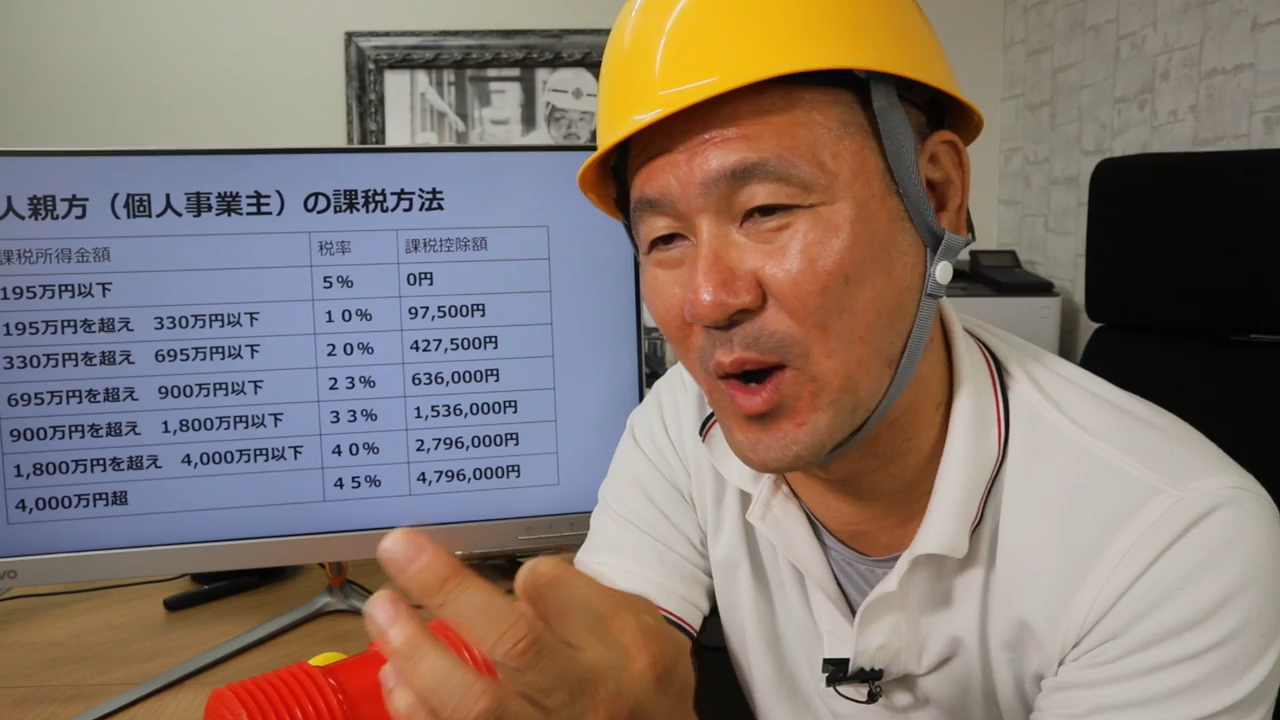 人親方（個人事業主）の課税方法
課税所得金額 税率 課税控除額
195万円以下 5% 0円
195万円を超え 330万円以下 10% 97,500円
330万円を超え 695万円以下 20% 427,500円
695万円を超え 900万円以下 23% 636,000円
900万円を超え 1,800万円以下 33% 1,536,000円
1,800万円を超え 4,000万円以下 40% 2,796,000円
4,000万円超 45% 4,796,000円